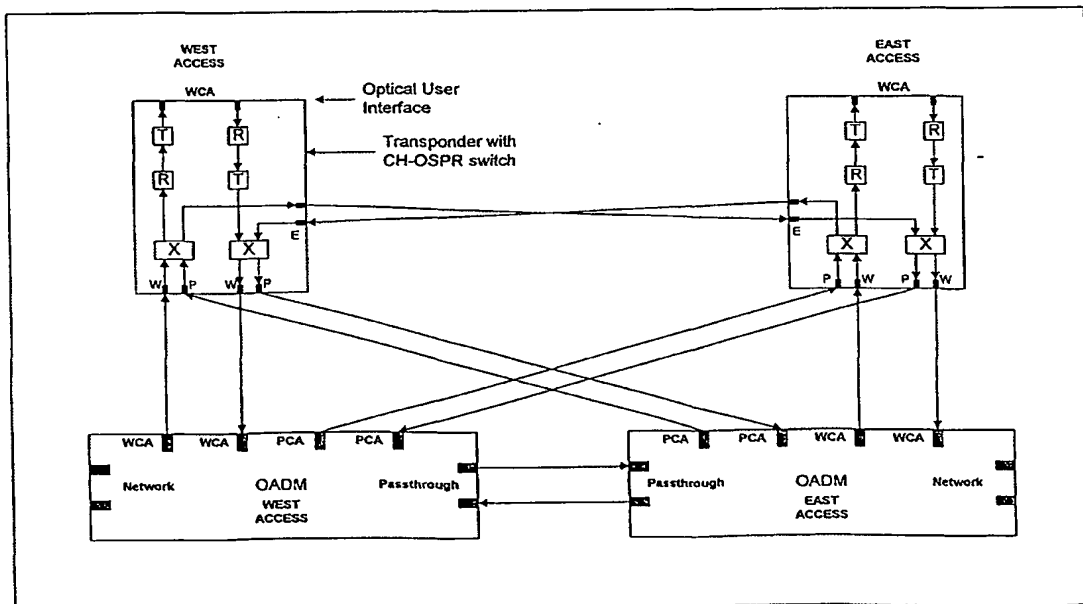 WEST
ACCESS
EAST
ACCESS
WCA
WCA
Optical User
Interface
Transponder with
CH-OSPR switch
T
R
R
T
T
R
R
T
E
E
X
X
X
X
W
P
W
P
P
W
P
W
WCA
WCA
PCA
PCA
PCA
PCA
WCA
WCA
Network
OADM
WEST
ACCESS
Passthrough
Passthrough
OADM
EAST
ACCESS
Network